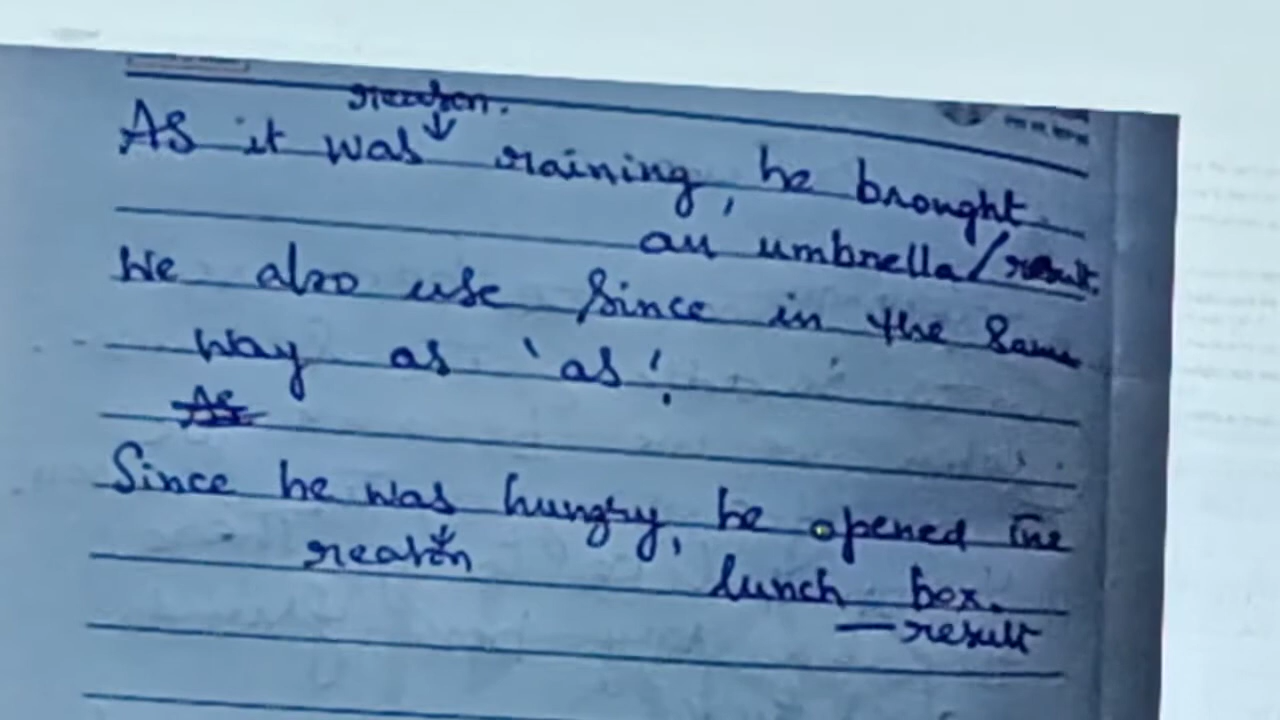 reason.
As it was raining, he brought
an umbrella/result.
We also use Since in the Same
Way as 'as'.
As
Since he was hungry, he opened the
reason
lunch box.
— result